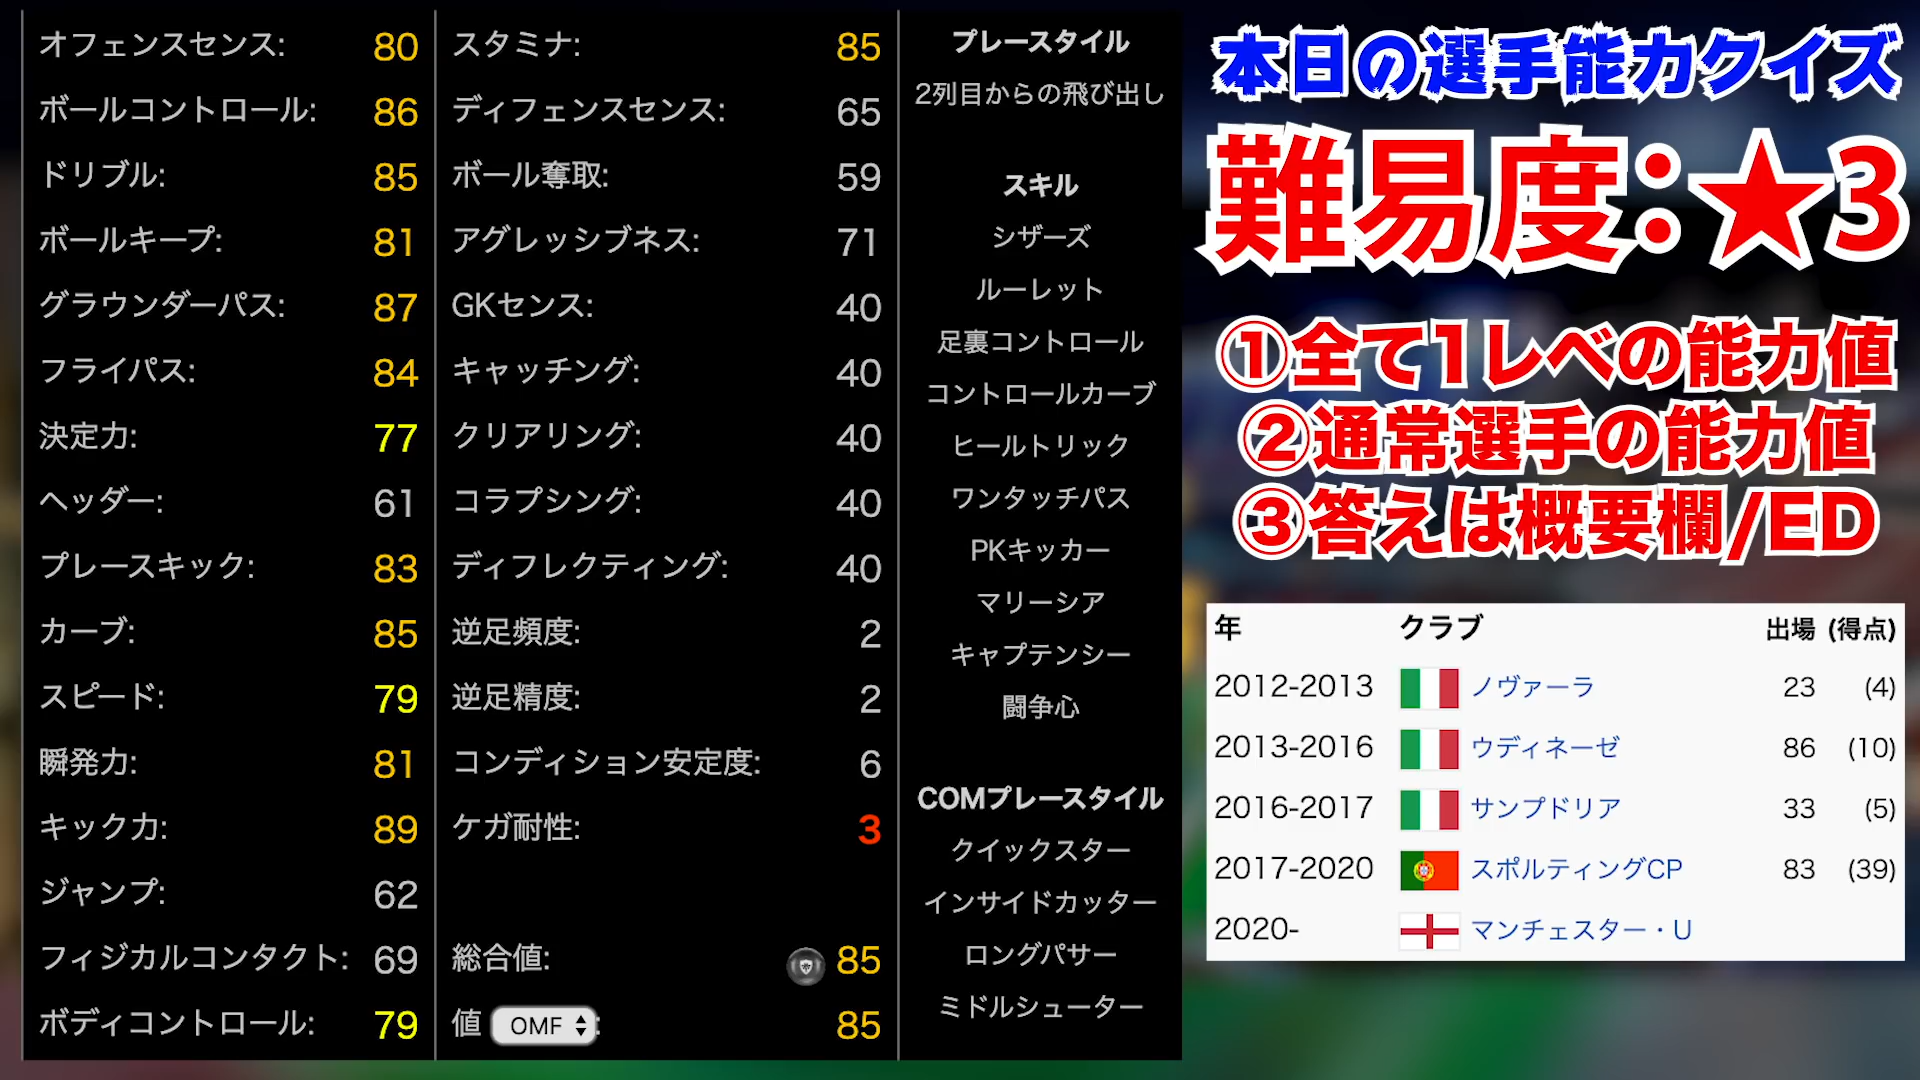 オフェンスセンス: 80
ボールコントロール: 86
ドリブル: 85
ボールキープ: 81
グラウンダーパス: 87
フライパス: 84
決定力: 77
ヘッダー: 61
プレースキック: 83
カーブ: 85
スピード: 79
瞬発力: 81
キック力: 89
ジャンプ: 62
フィジカルコンタクト: 69
ボディコントロール: 79
スタミナ: 85
ディフェンスセンス: 65
ボール奪取: 59
アグレッシブネス: 71
GKセンス: 40
キャッチング: 40
クリアリング: 40
コラプシング: 40
ディフレクティング: 40
逆足頻度: 2
逆足精度: 2
コンディション安定度: 6
ケガ耐性: 3
総合値: 85
値 OMF : 85
プレースタイル
2列目からの飛び出し
スキル
シザーズ
ルーレット
足裏コントロール
コントロールカーブ
ヒールトリック
ワンタッチパス
PKキッカー
マリーシア
キャプテンシー
闘争心
COMプレースタイル
クイックスター
インサイドカッター
ロングパサー
ミドルシューター
本日の選手能力クイズ
難易度:★3
①全て1レベの能力値
②通常選手の能力値
③答えは概要欄/ED
年 クラブ 出場 (得点)
2012-2013 ノヴァーラ 23 (4)
2013-2016 ウディネーゼ 86 (10)
2016-2017 サンプドリア 33 (5)
2017-2020 スポルティングCP 83 (39)
2020- マンチェスター・U